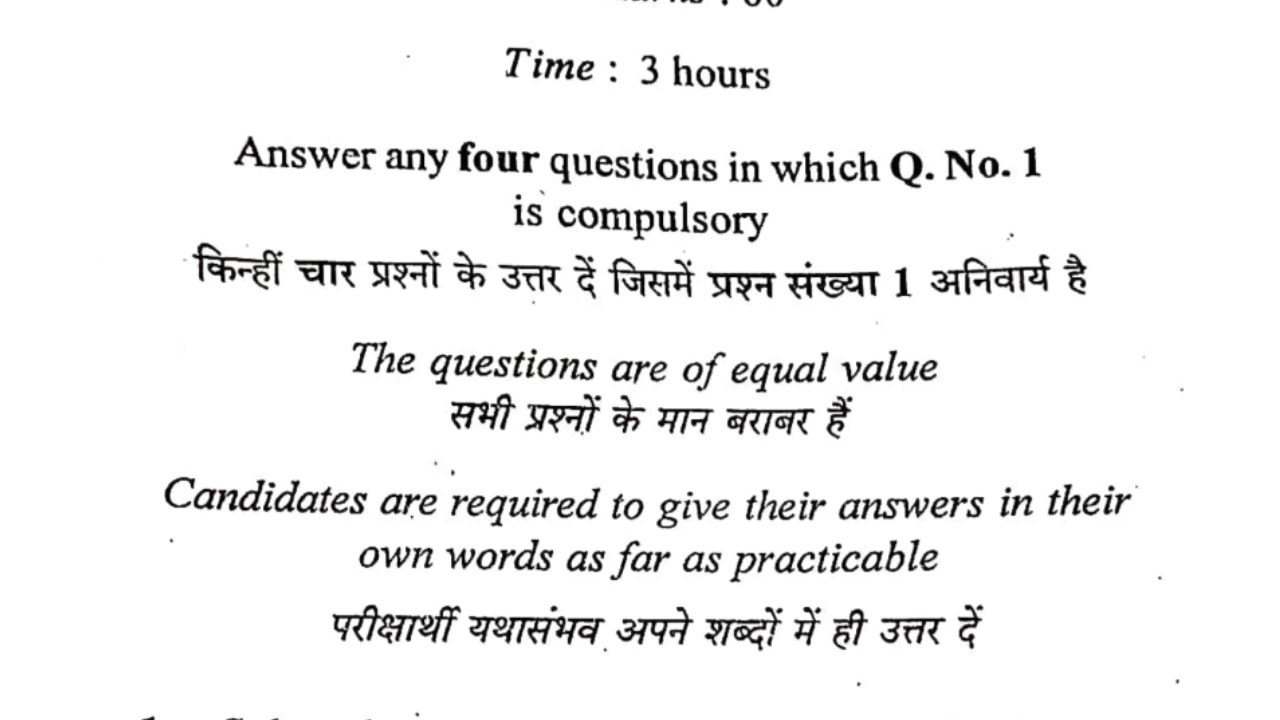 Time : 3 hours
Answer any four questions in which Q. No. 1
is compulsory
किन्हीं चार प्रश्नों के उत्तर दें जिसमें प्रश्न संख्या 1 अनिवार्य है
The questions are of equal value
सभी प्रश्नों के मान बराबर हैं
Candidates are required to give their answers in their
own words as far as practicable
परीक्षार्थी यथासंभव अपने शब्दों में ही उत्तर दें